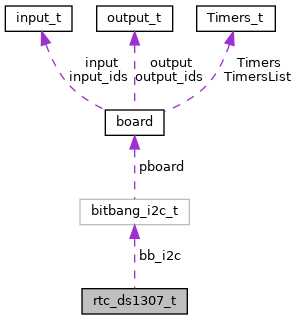 input_t output_t Timers_t
input output Timers
input_ids output_ids TimersList
board
pboard
bitbang_i2c_t
bb_i2c
rtc_ds1307_t